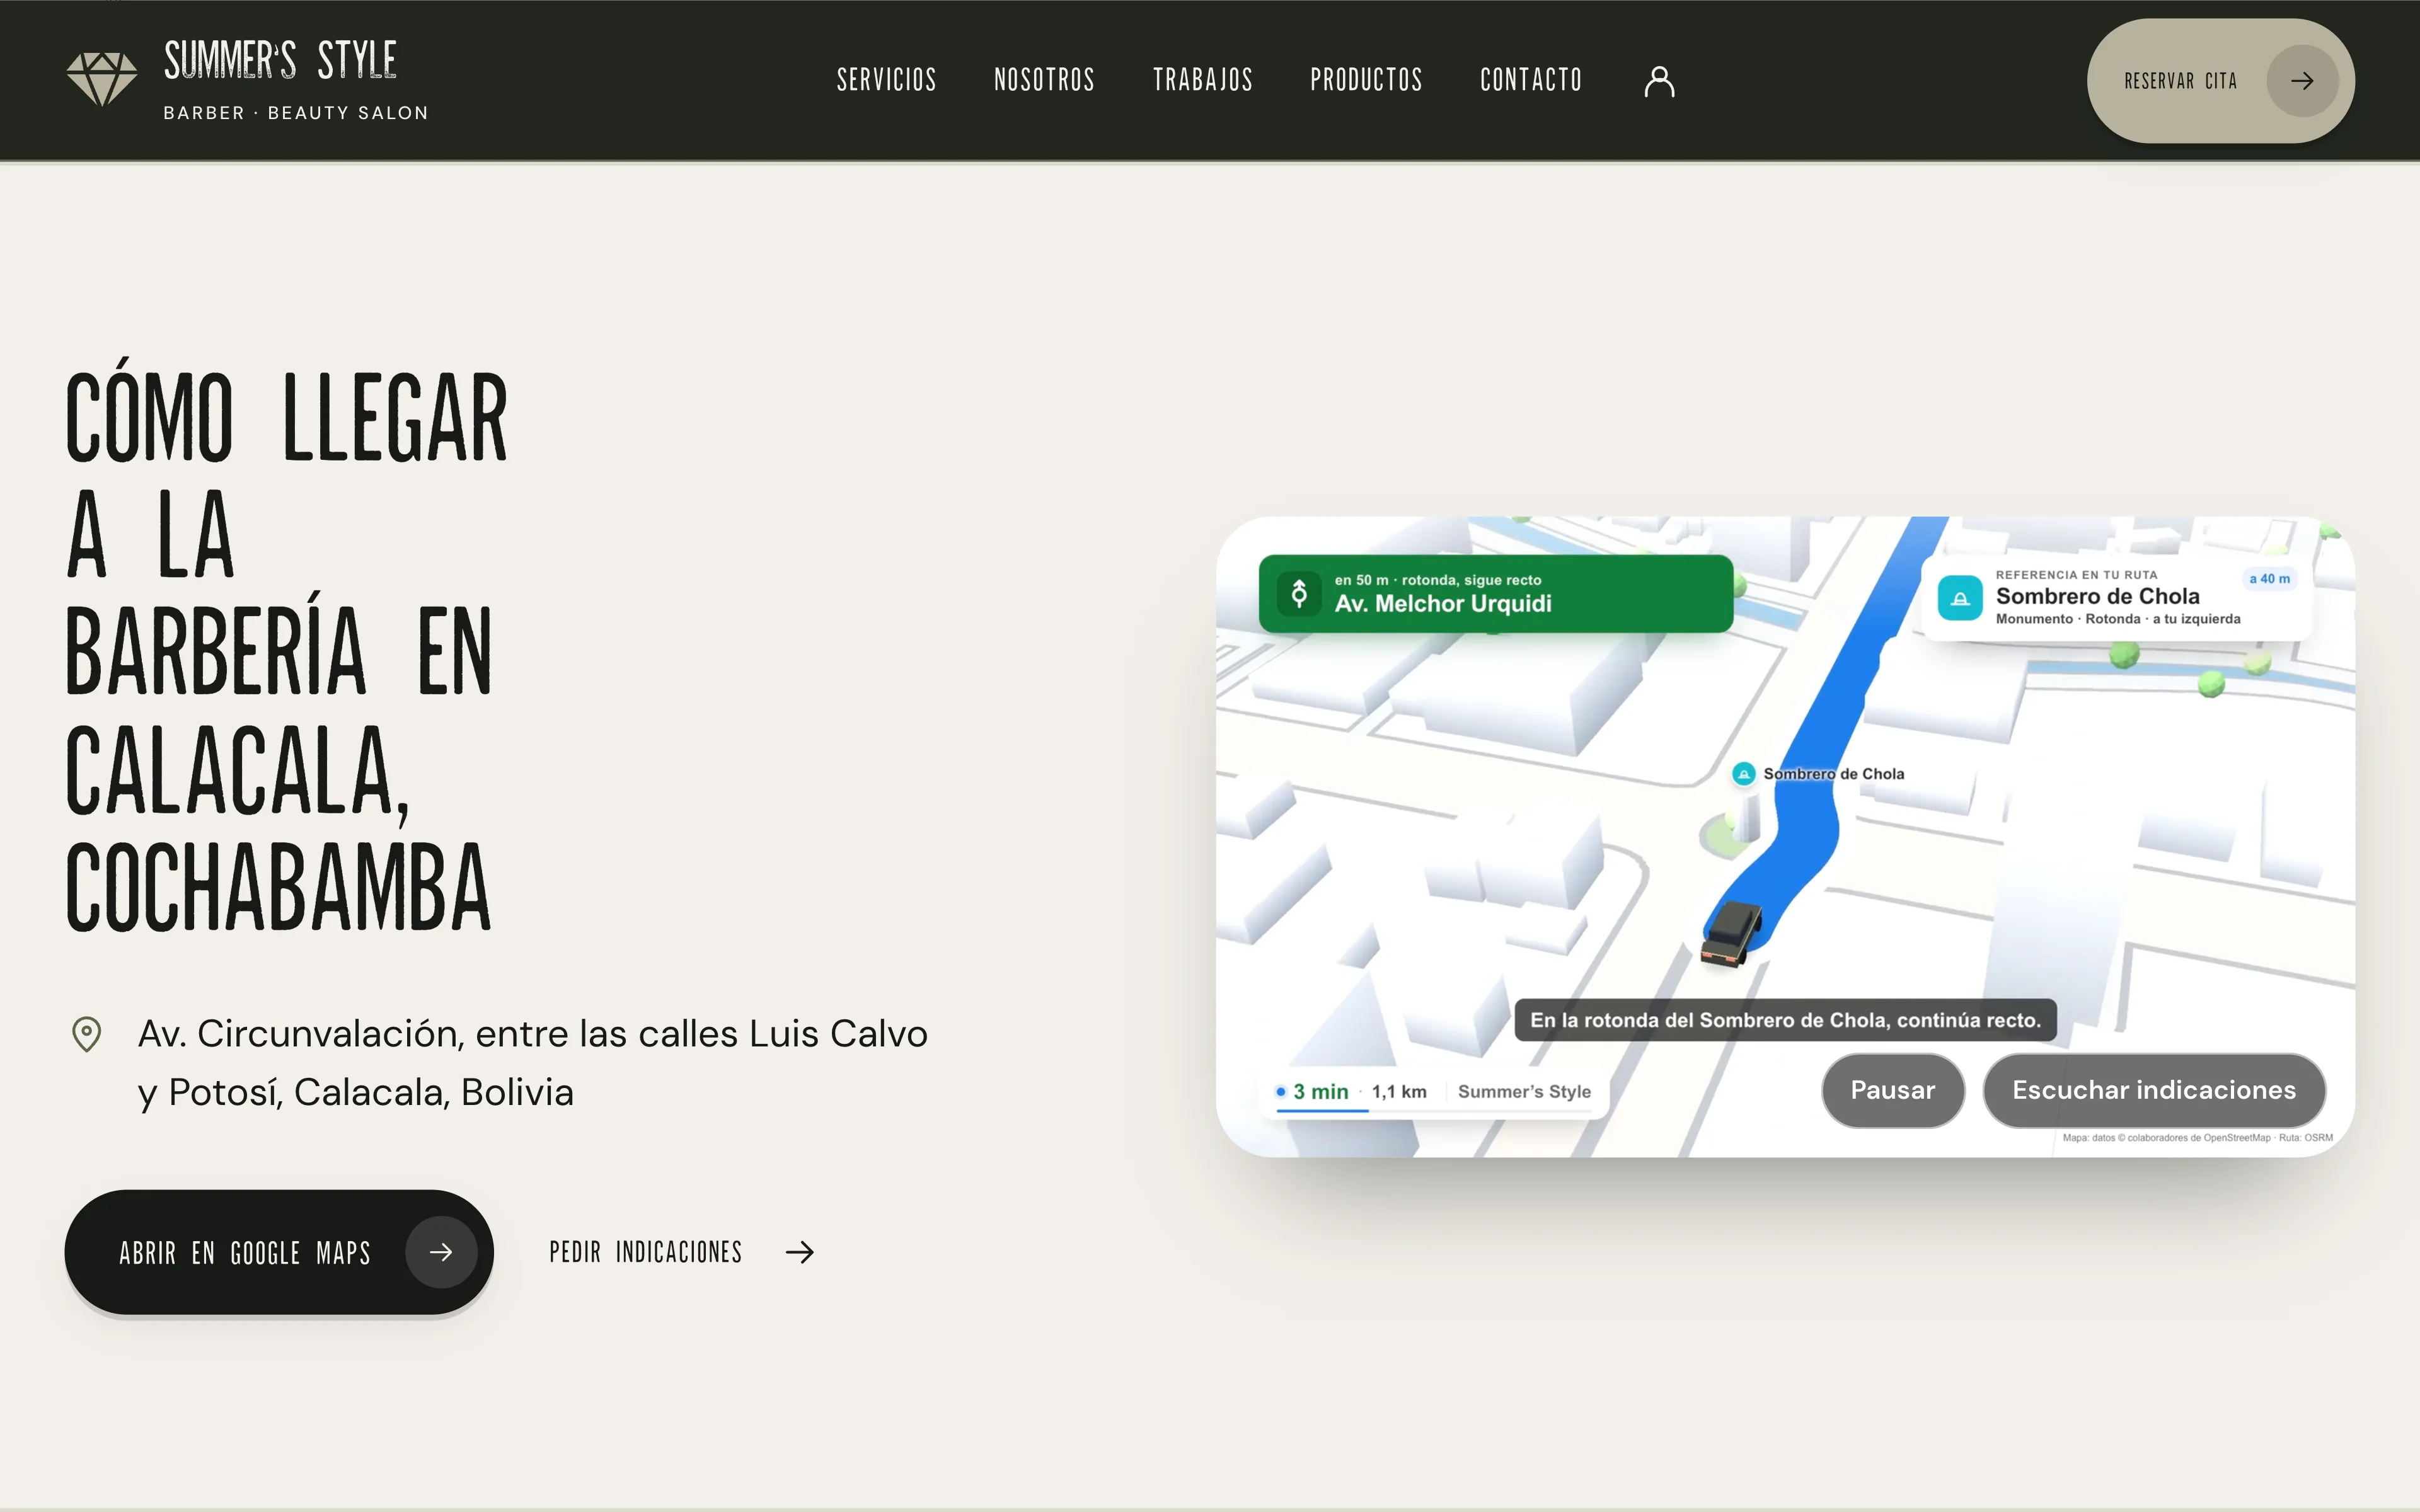 SUMMER'S STYLE
BARBER · BEAUTY SALON
SERVICIOS
NOSOTROS
TRABAJOS
PRODUCTOS
CONTACTO
RESERVAR CITA
CÓMO LLEGAR
A LA
BARBERÍA EN
CALACALA,
COCHABAMBA
Av. Circunvalación, entre las calles Luis Calvo
y Potosí, Calacala, Bolivia
ABRIR EN GOOGLE MAPS
PEDIR INDICACIONES
en 50 m · rotonda, sigue recto
Av. Melchor Urquidi
REFERENCIA EN TU RUTA
a 40 m
Sombrero de Chola
Monumento · Rotonda · a tu izquierda
Sombrero de Chola
En la rotonda del Sombrero de Chola, continúa recto.
3 min · 1,1 km
Summer's Style
Pausar
Escuchar indicaciones
Mapa: datos © colaboradores de OpenStreetMap · Ruta: OSRM